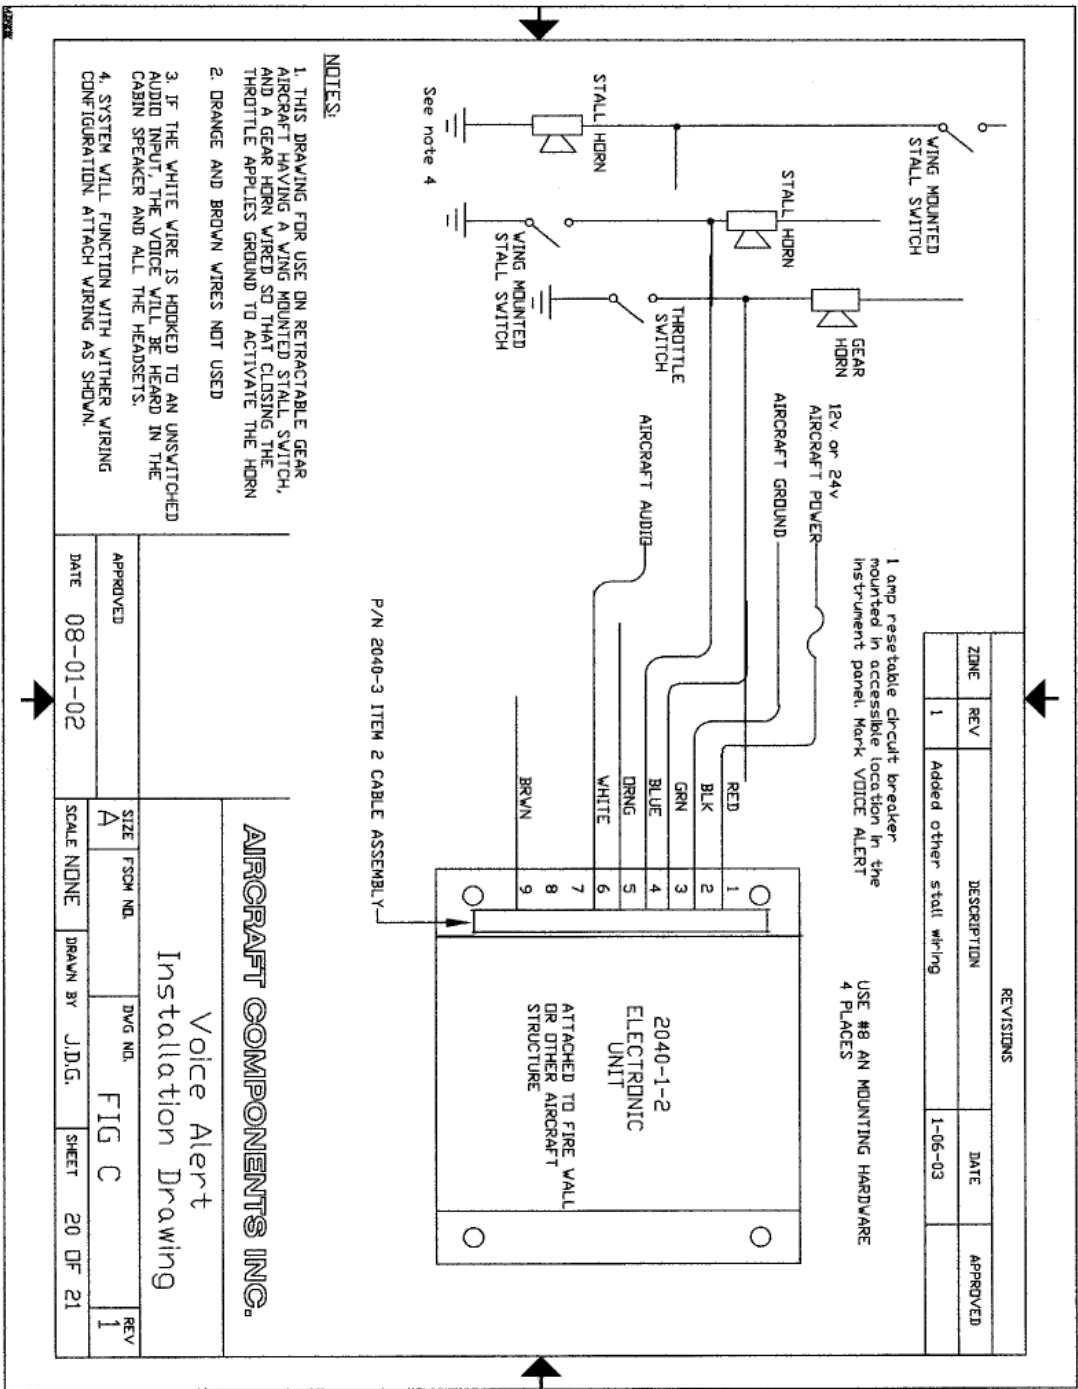 REVISIONS
ZONE
REV
DESCRIPTION
DATE
APPROVED
1
Added other stall wiring
1-06-03
1 amp resetable circuit breaker
mounted in accessible location in the
instrument panel. Mark VOICE ALERT
USE #8 AN MOUNTING HARDWARE
4 PLACES
WING MOUNTED
STALL SWITCH
STALL HORN
GEAR
HORN
12v or 24v
AIRCRAFT POWER
AIRCRAFT GROUND
THROTTLE
SWITCH
AIRCRAFT AUDIO
STALL HORN
WING MOUNTED
STALL SWITCH
See note 4
RED
BLK
GRN
BLUE
ORNG
WHITE
BRWN
1
2
3
4
5
6
7
8
9
2040-1-2
ELECTRONIC
UNIT
ATTACHED TO FIRE WALL
OR OTHER AIRCRAFT
STRUCTURE
P/N 2040-3 ITEM 2 CABLE ASSEMBLY
NOTES:
1. THIS DRAWING FOR USE ON RETRACTABLE GEAR
AIRCRAFT HAVING A WING MOUNTED STALL SWITCH,
AND A GEAR HORN WIRED SO THAT CLOSING THE
THROTTLE APPLIES GROUND TO ACTIVATE THE HORN
2. ORANGE AND BROWN WIRES NOT USED
3. IF THE WHITE WIRE IS HOOKED TO AN UNSWITCHED
AUDIO INPUT, THE VOICE WILL BE HEARD IN THE
CABIN SPEAKER AND ALL THE HEADSETS.
4. SYSTEM WILL FUNCTION WITH WITHER WIRING
CONFIGURATION. ATTACH WIRING AS SHOWN.
AIRCRAFT COMPONENTS INC.
Voice Alert
Installation Drawing
APPROVED
DATE 08-01-02
SIZE
A
FSCM NO.
DWG NO.
FIG C
REV
1
SCALE NONE
DRAWN BY J.D.G.
SHEET 20 OF 21